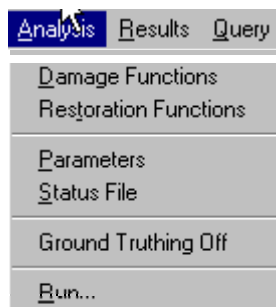 Analysis Results Query
Damage Functions
Restoration Functions
Parameters
Status File
Ground Truthing Off
Run...